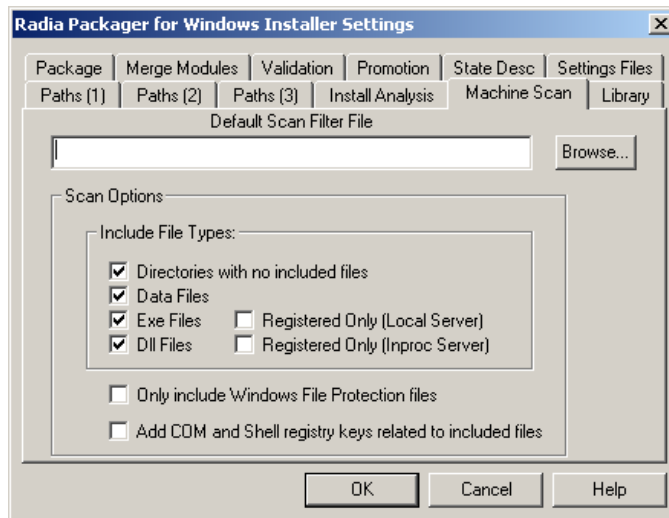 Radia Packager for Windows Installer Settings
Package Merge Modules Validation Promotion State Desc Settings Files
Paths (1) Paths (2) Paths (3) Install Analysis Machine Scan Library
Default Scan Filter File
Browse...
Scan Options
Include File Types:
Directories with no included files
Data Files
Exe Files Registered Only (Local Server)
Dll Files Registered Only (Inproc Server)
Only include Windows File Protection files
Add COM and Shell registry keys related to included files
OK Cancel Help